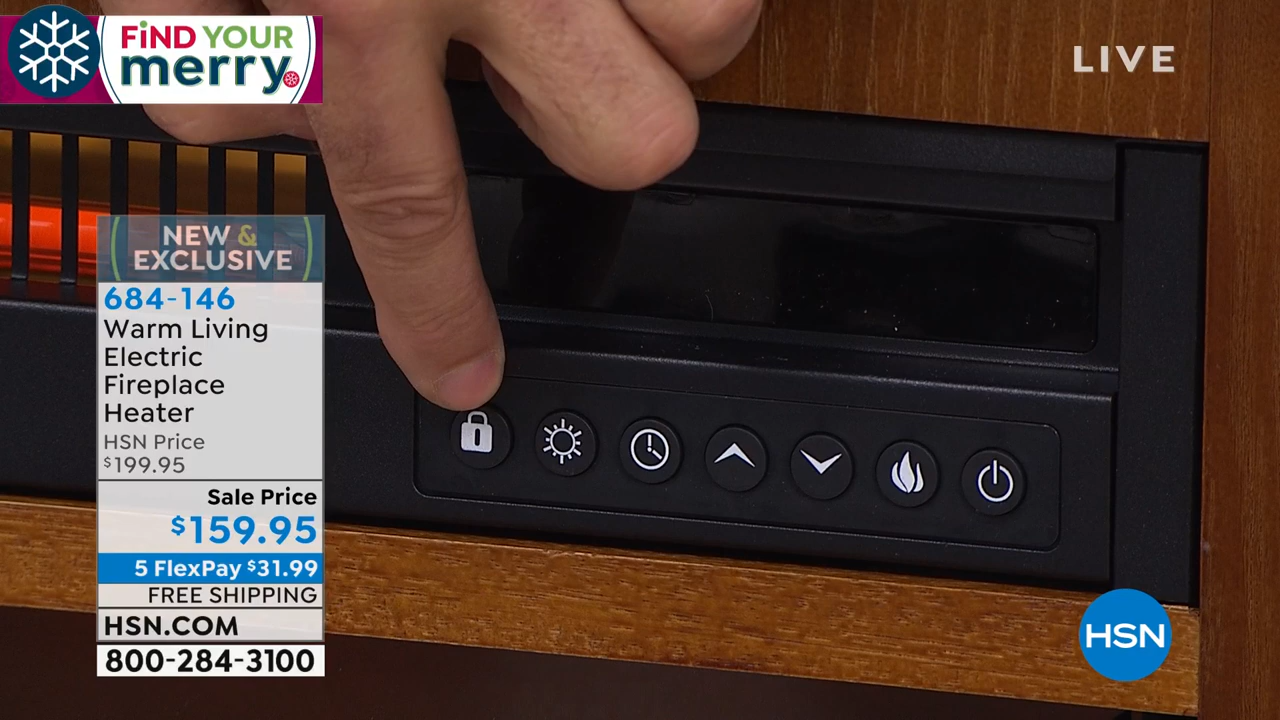 FiND YOUR
merry.
LIVE
NEW &
EXCLUSIVE
684-146
Warm Living
Electric
Fireplace
Heater
HSN Price
$199.95
Sale Price
$159.95
5 FlexPay $31.99
FREE SHIPPING
HSN.COM
800-284-3100
HSN